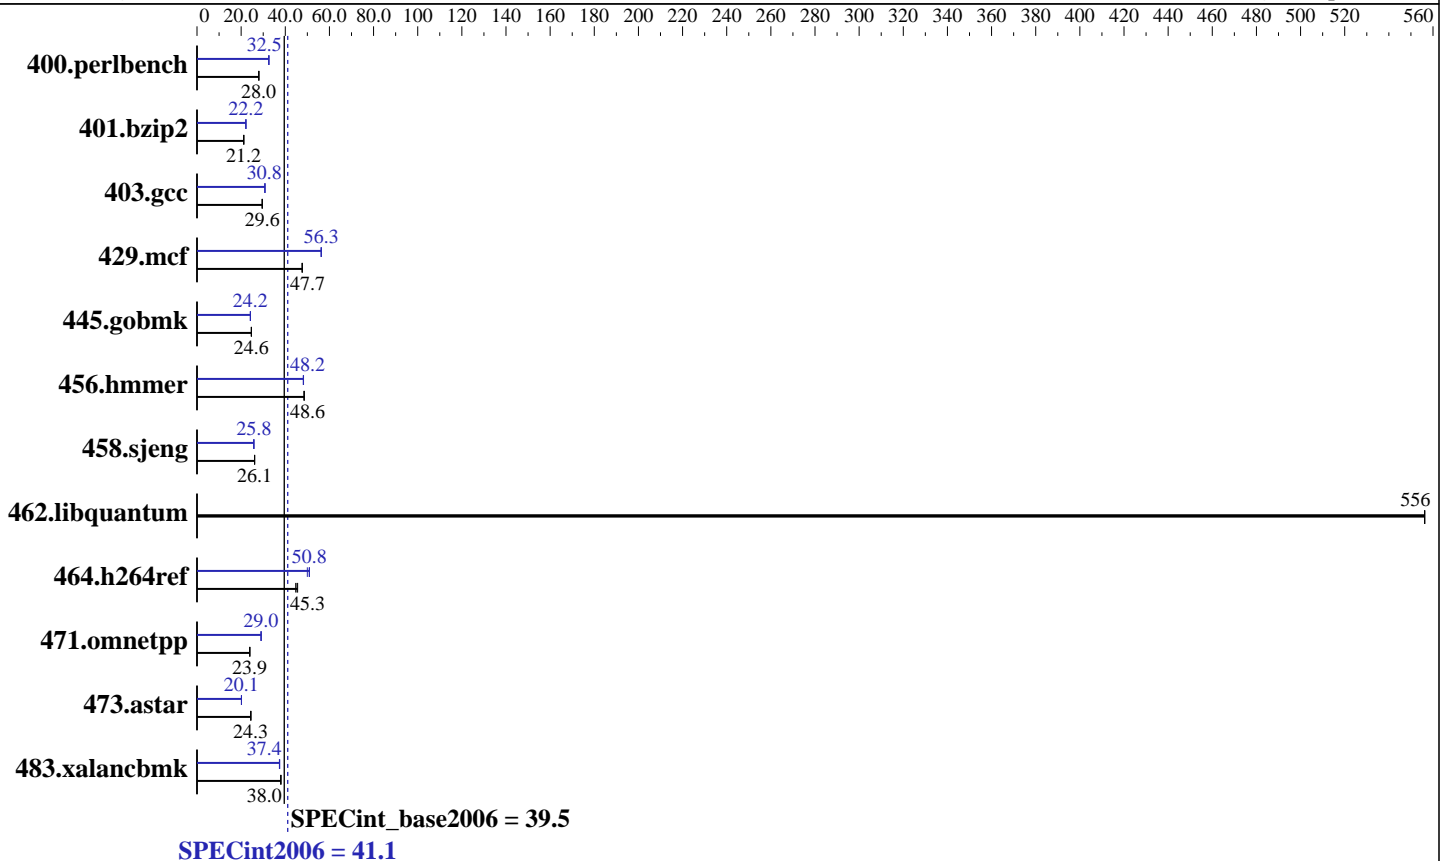 0 20.0 40.0 60.0 80.0 100 120 140 160 180 200 220 240 260 280 300 320 340 360 380 400 420 440 460 480 500 520 560
32.5
400.perlbench
28.0
22.2
401.bzip2
21.2
30.8
403.gcc
29.6
56.3
429.mcf
47.7
24.2
445.gobmk
24.6
48.2
456.hmmer
48.6
25.8
458.sjeng
26.1
556
462.libquantum
50.8
464.h264ref
45.3
29.0
471.omnetpp
23.9
20.1
473.astar
24.3
37.4
483.xalancbmk
38.0
SPECint_base2006 = 39.5
SPECint2006 = 41.1